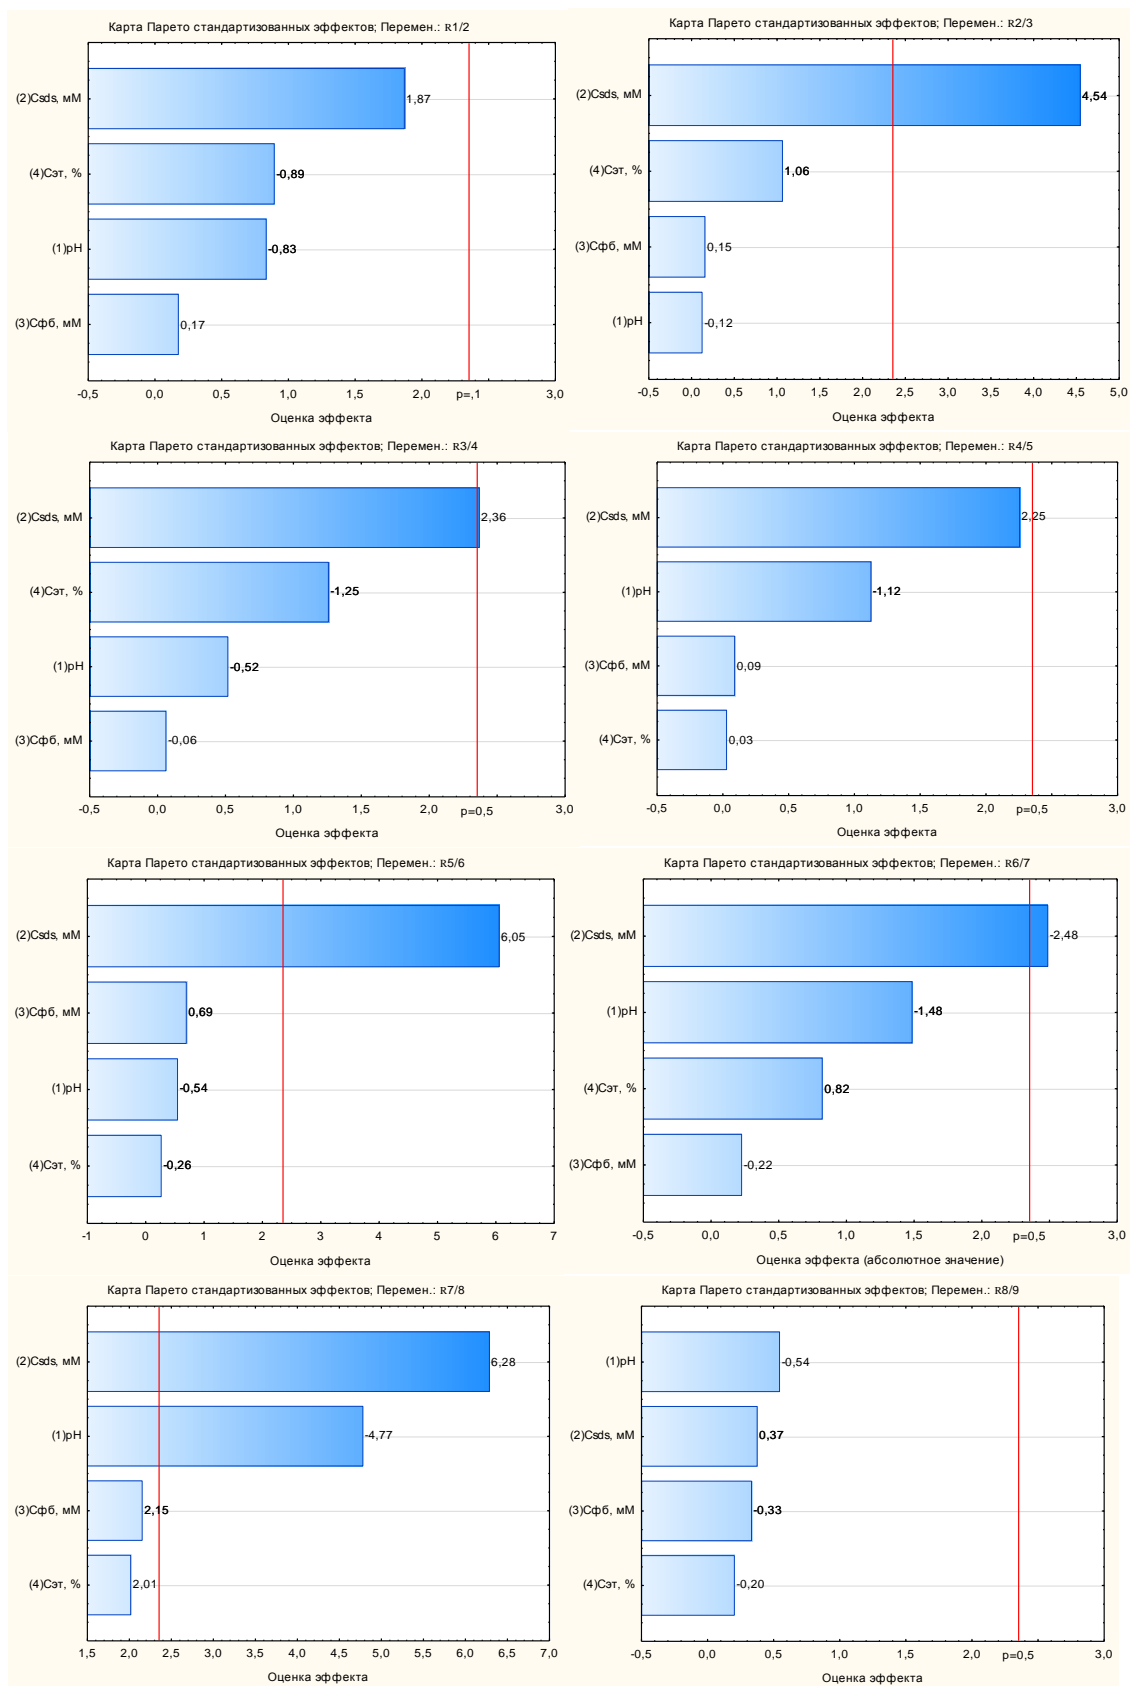 Карта Парето стандартизованных эффектов; Перемен.: R1/2
(2)Csds, мМ
1,87
(4)Сэт, %
-0,89
(1)pH
-0,83
(3)Сфб, мМ
0,17
-0,5 0,0 0,5 1,0 1,5 2,0 p=,1 3,0
Оценка эффекта
Карта Парето стандартизованных эффектов; Перемен.: R2/3
(2)Csds, мМ
4,54
(4)Сэт, %
1,06
(3)Сфб, мМ
0,15
(1)pH
-0,12
-0,5 0,0 0,5 1,0 1,5 2,0 2,5 3,0 3,5 4,0 4,5 5,0
Оценка эффекта
Карта Парето стандартизованных эффектов; Перемен.: R3/4
(2)Csds, мМ
2,36
(4)Сэт, %
-1,25
(1)pH
-0,52
(3)Сфб, мМ
-0,06
-0,5 0,0 0,5 1,0 1,5 2,0 p=0,5 3,0
Оценка эффекта
Карта Парето стандартизованных эффектов; Перемен.: R4/5
(2)Csds, мМ
2,25
(1)pH
-1,12
(3)Сфб, мМ
0,09
(4)Сэт, %
0,03
-0,5 0,0 0,5 1,0 1,5 2,0 p=0,5 3,0
Оценка эффекта
Карта Парето стандартизованных эффектов; Перемен.: R5/6
(2)Csds, мМ
6,05
(3)Сфб, мМ
0,69
(1)pH
-0,54
(4)Сэт, %
-0,26
-1 0 1 2 3 4 5 6 7
Оценка эффекта
Карта Парето стандартизованных эффектов; Перемен.: R6/7
(2)Csds, мМ
-2,48
(1)pH
-1,48
(4)Сэт, %
0,82
(3)Сфб, мМ
-0,22
-0,5 0,0 0,5 1,0 1,5 2,0 p=0,5 3,0
Оценка эффекта (абсолютное значение)
Карта Парето стандартизованных эффектов; Перемен.: R7/8
(2)Csds, мМ
6,28
(1)pH
-4,77
(3)Сфб, мМ
2,15
(4)Сэт, %
2,01
1,5 2,0 2,5 3,0 3,5 4,0 4,5 5,0 5,5 6,0 6,5 7,0
Оценка эффекта
Карта Парето стандартизованных эффектов; Перемен.: R8/9
(1)pH
-0,54
(2)Csds, мМ
0,37
(3)Сфб, мМ
-0,33
(4)Сэт, %
-0,20
-0,5 0,0 0,5 1,0 1,5 2,0 p=0,5 3,0
Оценка эффекта